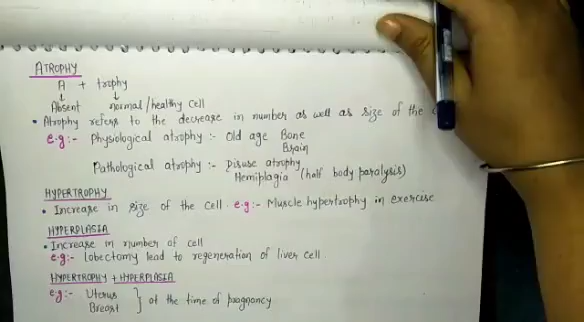 ATROPHY
A + trophy
↓ ↓
Absent normal/healthy cell
• Atrophy refers to the decrease in number as well as size of the
e.g:- Physiological atrophy :- Old age Bone
Brain
Pathological atrophy :- Disuse atrophy
Hemiplagia (half body paralysis)
HYPERTROPHY
• Increase in size of the cell. e.g:- Muscle hypertrophy in exercise
HYPERPLASIA
• Increase in number of cell
e.g:- lobectomy lead to regeneration of liver cell.
HYPERTROPHY + HYPERPLASIA
e.g:- Uterus
Breast } at the time of pregnancy